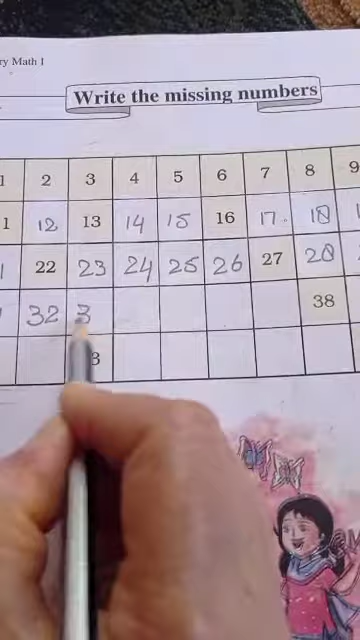 ry Math I
Write the missing numbers
1 2 3 4 5 6 7 8 9
1 12 13 14 15 16 17 18 1
1 22 23 24 25 26 27 28
32 3 38
3